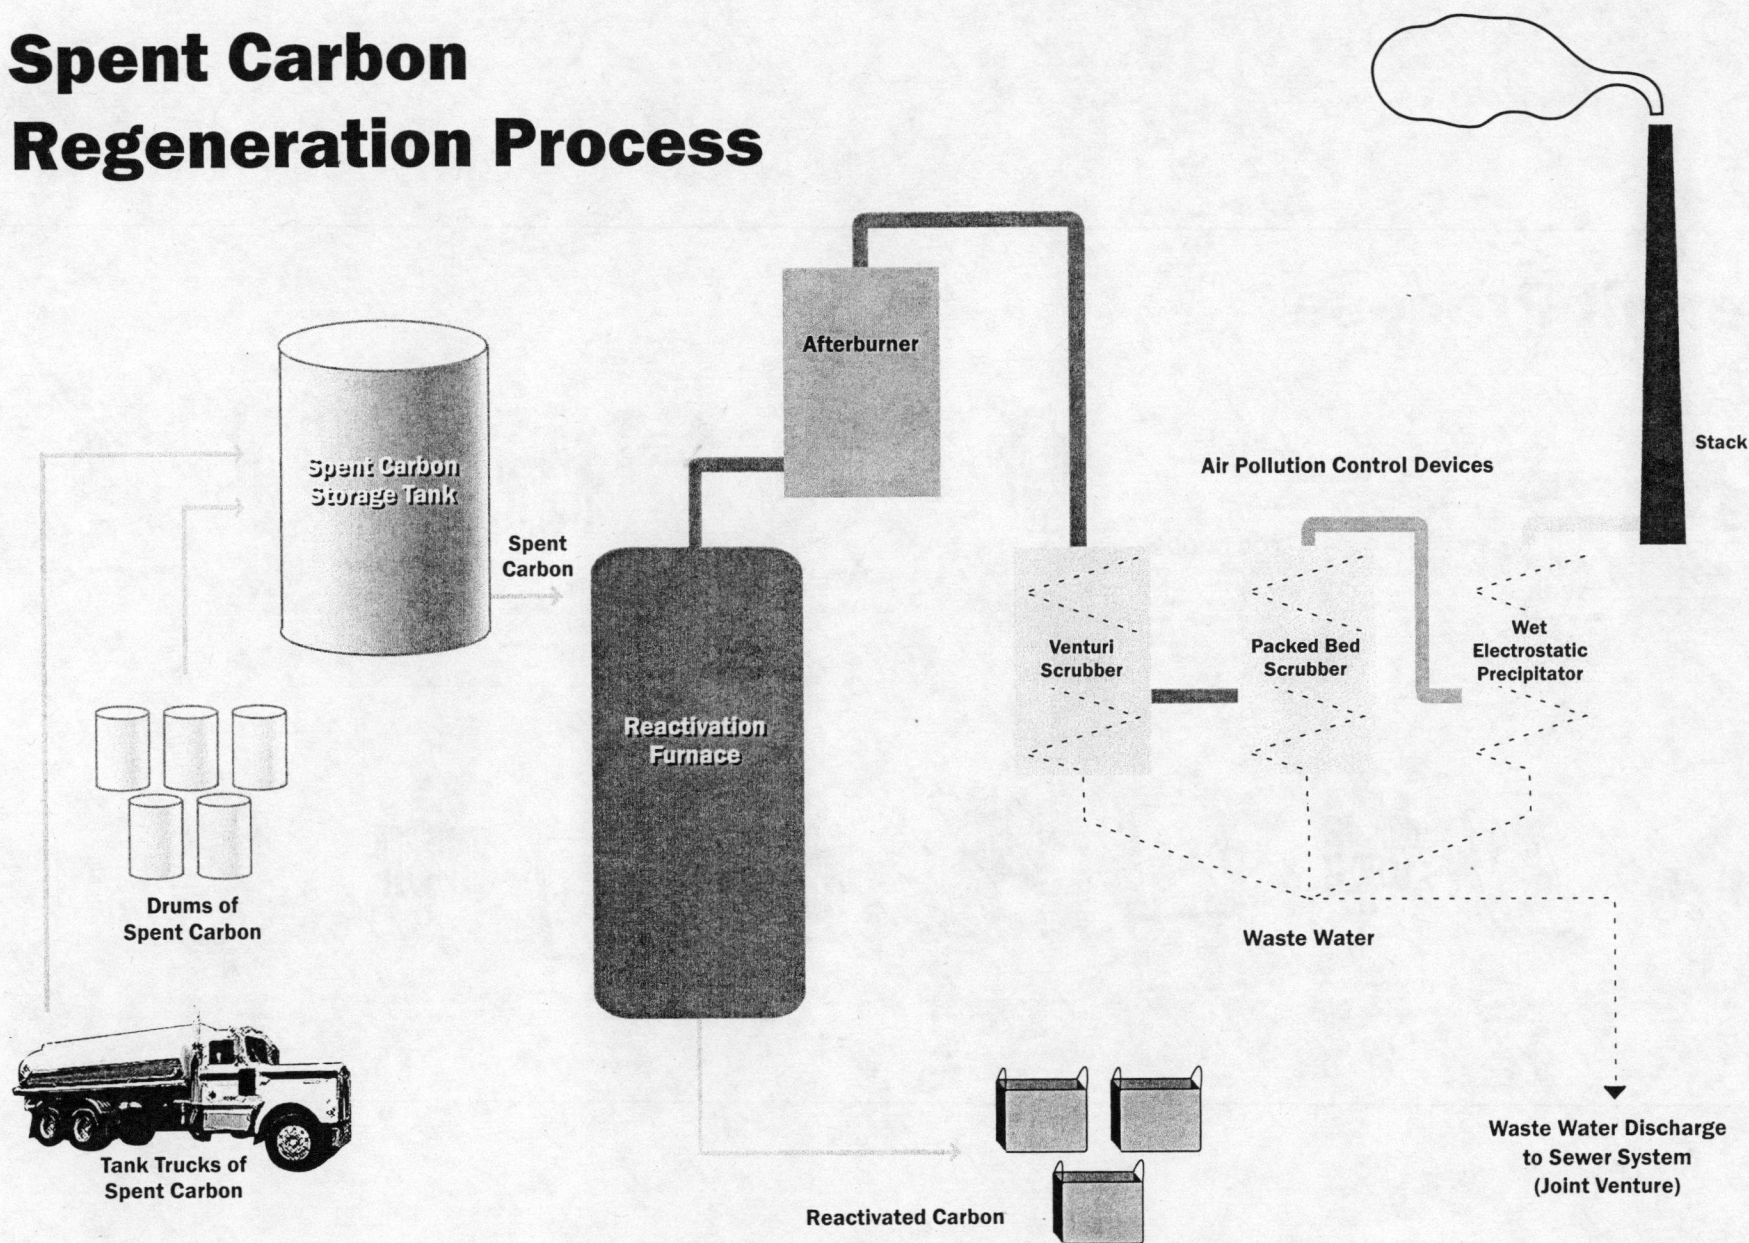 Spent Carbon
Regeneration Process
Afterburner
Stack
Air Pollution Control Devices
Spent Carbon
Storage Tank
Spent
Carbon
Venturi
Scrubber
Packed Bed
Scrubber
Wet
Electrostatic
Precipitator
Reactivation
Furnace
Drums of
Spent Carbon
Waste Water
Tank Trucks of
Spent Carbon
Reactivated Carbon
Waste Water Discharge
to Sewer System
(Joint Venture)